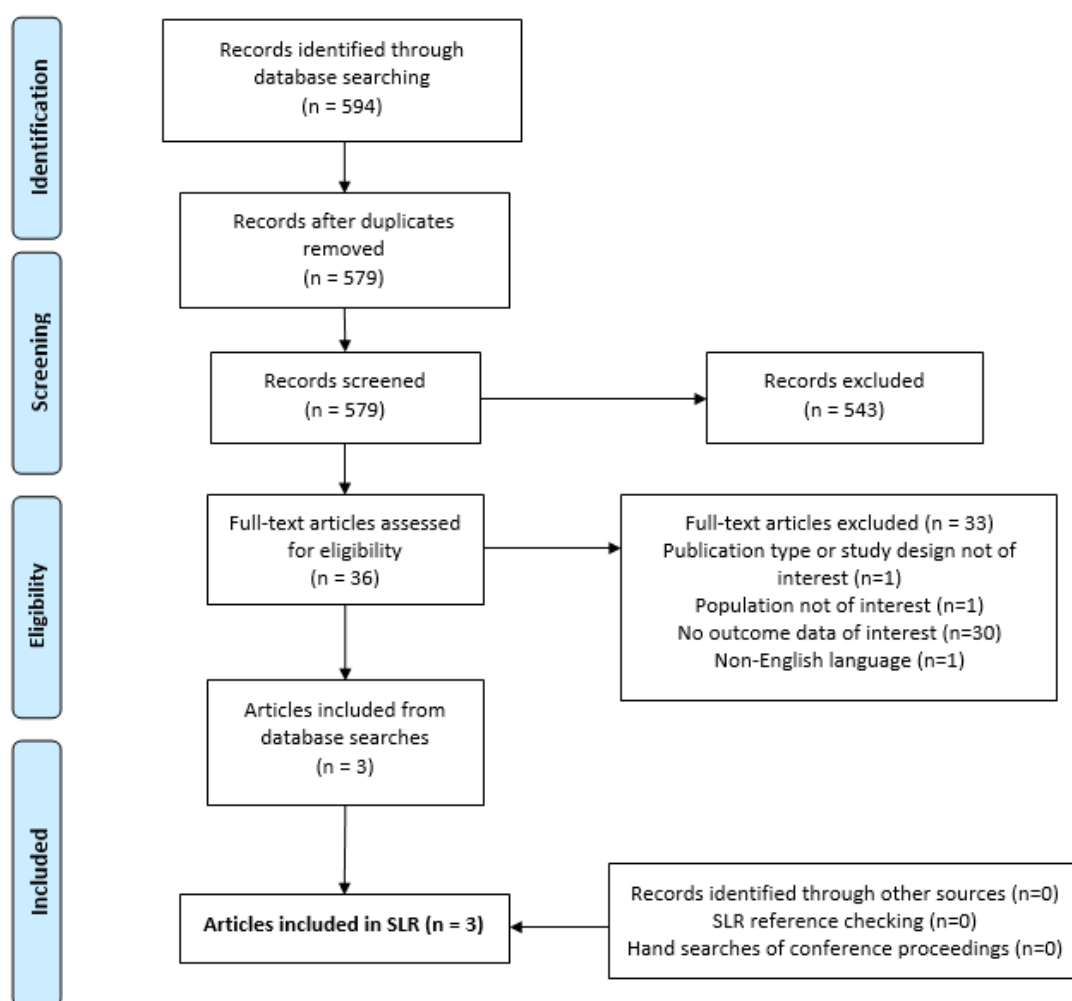 Identification
Records identified through
database searching
(n = 594)
Records after duplicates
removed
(n = 579)
Screening
Records screened
(n = 579)
Records excluded
(n = 543)
Eligibility
Full-text articles assessed
for eligibility
(n = 36)
Full-text articles excluded (n = 33)
Publication type or study design not of
interest (n=1)
Population not of interest (n=1)
No outcome data of interest (n=30)
Non-English language (n=1)
Articles included from
database searches
(n = 3)
Included
Articles included in SLR (n = 3)
Records identified through other sources (n=0)
SLR reference checking (n=0)
Hand searches of conference proceedings (n=0)